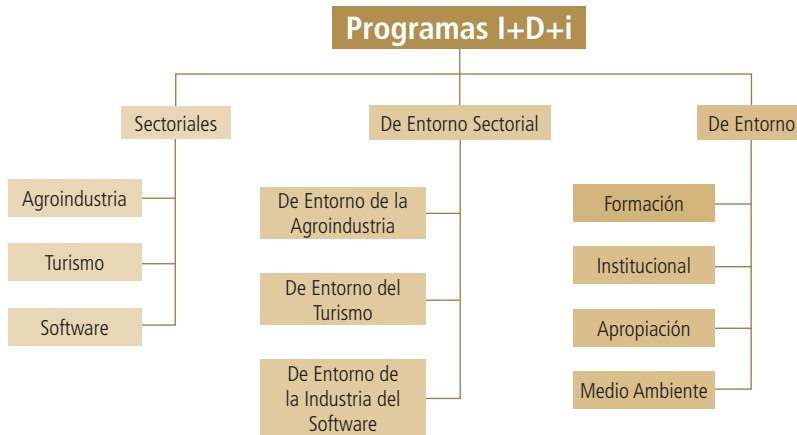 Programas I+D+i
Sectoriales
Agroindustria
Turismo
Software
De Entorno Sectorial
De Entorno de la
Agroindustria
De Entorno del
Turismo
De Entorno de
la Industria del
Software
De Entorno
Formación
Institucional
Apropiación
Medio Ambiente